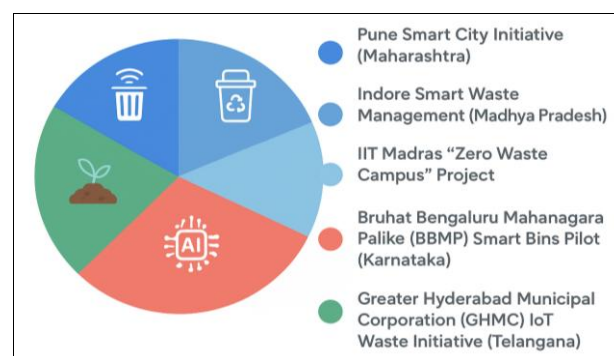 Pune Smart City Initiative
(Maharashtra)
Indore Smart Waste
Management (Madhya Pradesh)
IIT Madras “Zero Waste
Campus” Project
Bruhat Bengaluru Mahanagara
Palike (BBMP) Smart Bins Pilot
(Karnataka)
Greater Hyderabad Municipal
Corporation (GHMC) IoT
Waste Initiative (Telangana)
AI